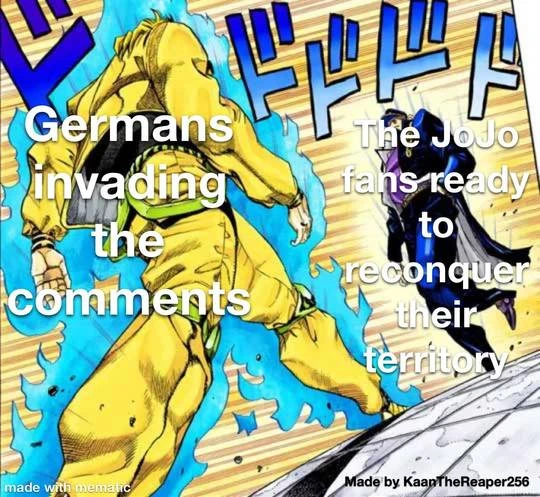 ドドドドド
Germans
invading
the
comments
The JoJo
fans ready
to
reconquer
their
territory
made with mematic
Made by KaanTheReaper256